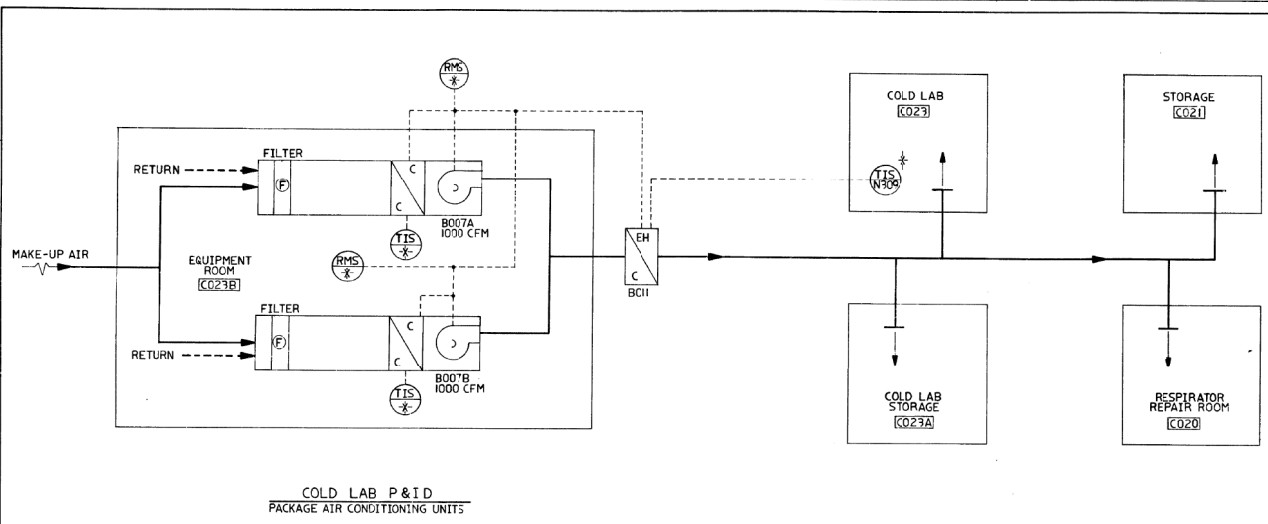 RMS
COLD LAB
C023
STORAGE
C021
FILTER
RETURN
F
C
C
B007A
1000 CFM
TIS
TIS
N309
MAKE-UP AIR
EQUIPMENT
ROOM
C023B
RMS
EH
C
BC11
FILTER
F
C
C
RETURN
B007B
1000 CFM
TIS
COLD LAB
STORAGE
C023A
RESPIRATOR
REPAIR ROOM
C020
COLD LAB P&ID
PACKAGE AIR CONDITIONING UNITS